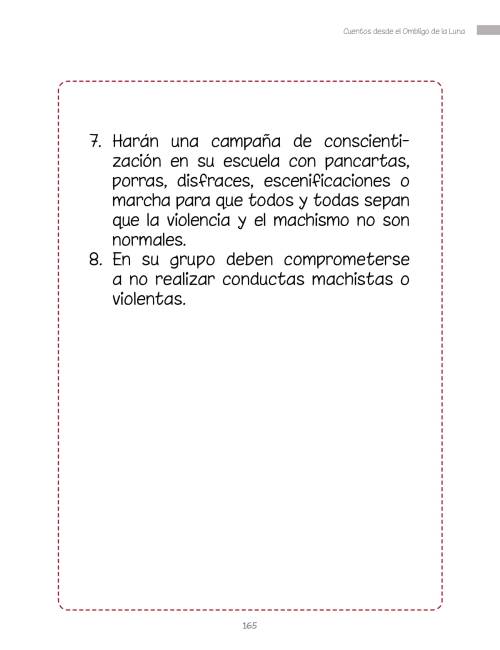 Cuentos desde el Ombligo de la Luna
7. Harán una campaña de conscienti-
zación en su escuela con pancartas,
porras, disfraces, escenificaciones o
marcha para que todos y todas sepan
que la violencia y el machismo no son
normales.
8. En su grupo deben comprometerse
a no realizar conductas machistas o
violentas.
165